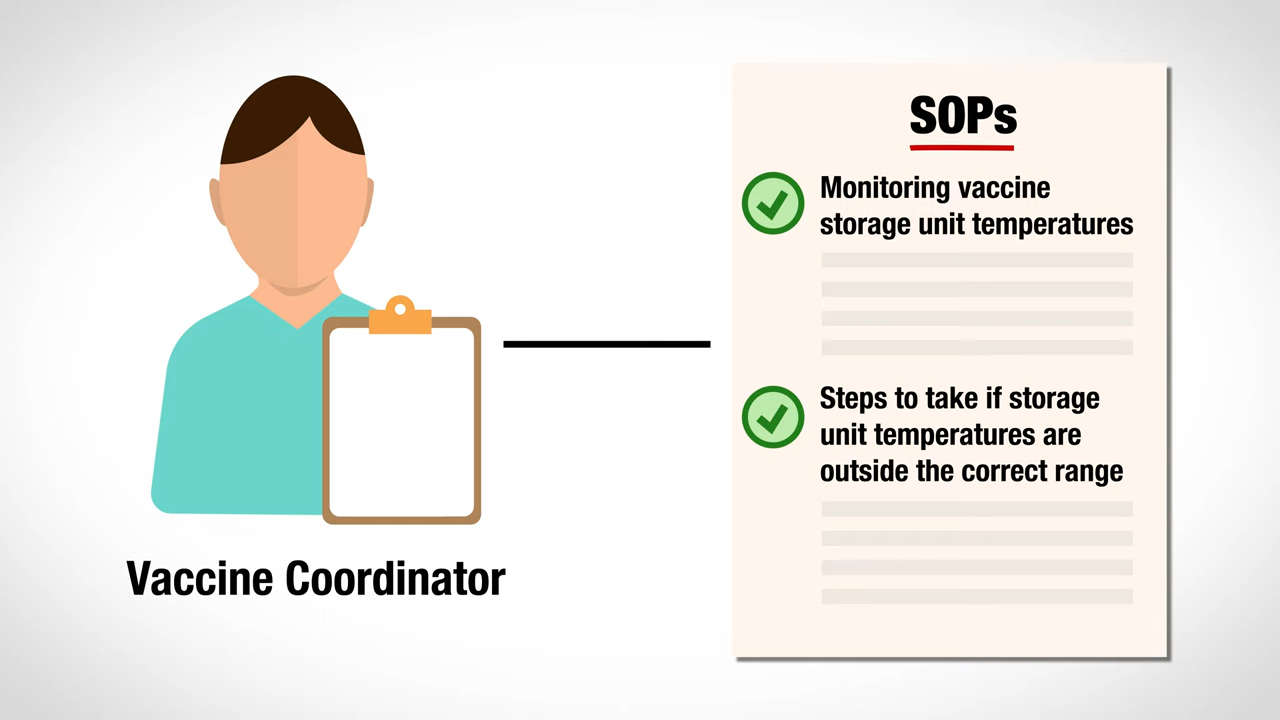 SOPs
Monitoring vaccine
storage unit temperatures
Steps to take if storage
unit temperatures are
outside the correct range
Vaccine Coordinator